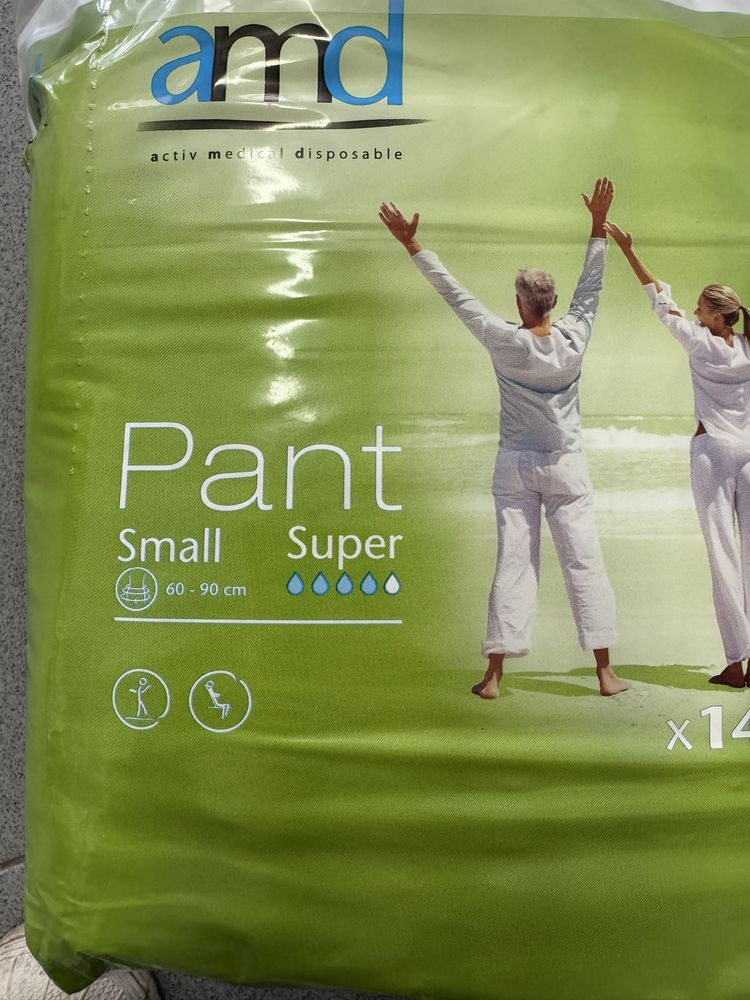 amd
activ medical disposable
Pant
Small Super
60 - 90 cm
x14